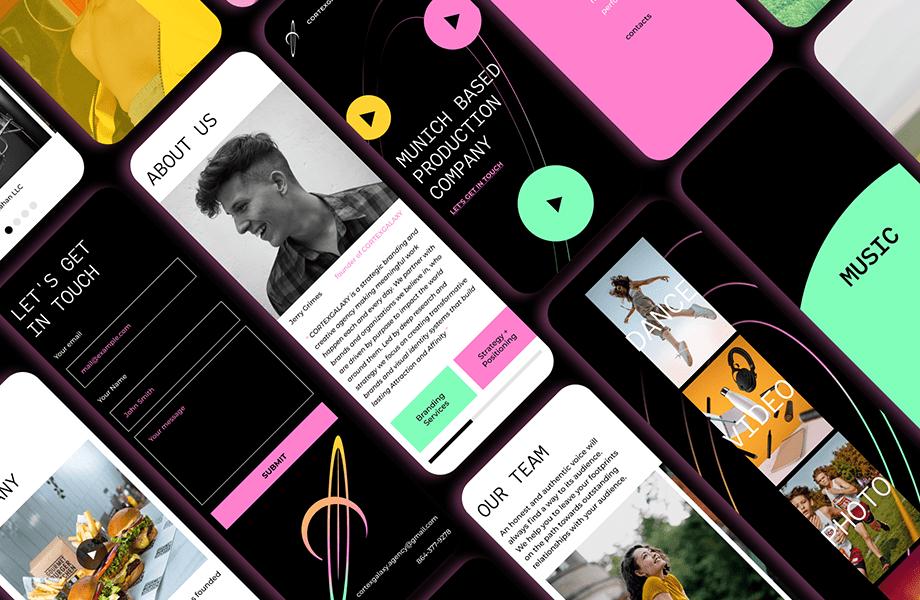 ahan LLC
LET'S GET
IN TOUCH
Your email
mail@example.com
Your Name
John Smith
Your message
SUBMIT
cortexgalaxy.agency@gmail.com
864-377-9278
ABOUT US
founder of CORTEXGALAXY
Jerry Grimes
CORTEXGALAXY is a strategic branding and
creative agency making meaningful work
happen each and every day. We partner with
brands and organizations we believe in, who
are driven by purpose to impact the world
around them. Led by deep research and
strategy we focus on creating transformative
brands and visual identity systems that build
lasting Attraction and Affinity
Branding
Services
Strategy +
Positioning
MUNICH BASED
PRODUCTION
COMPANY
LET'S GET IN TOUCH
contacts
OUR TEAM
An honest and authentic voice will
always find a way to its audience.
We help you to leave your footprints
on the path towards outstanding
relationships with your audience.
DANCE
VIDEO
PHOTO
MUSIC
ANY
s founded